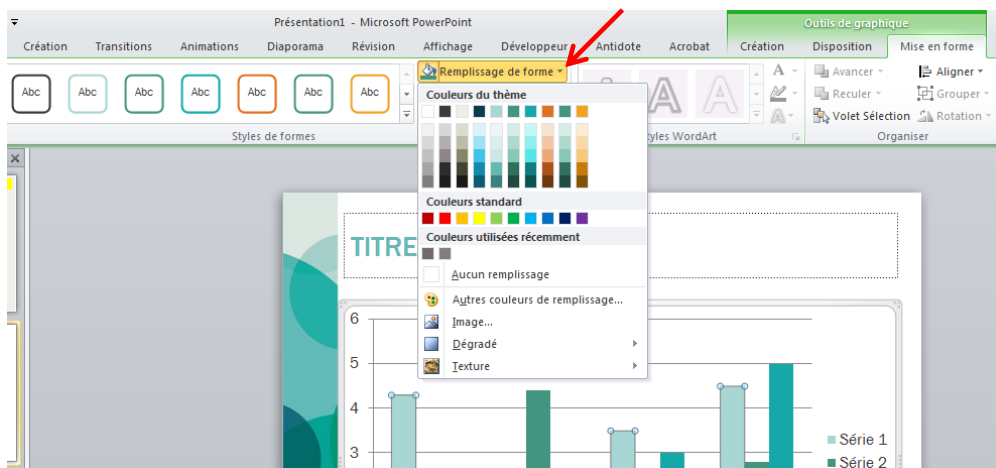 Présentation1 - Microsoft PowerPoint
Outils de graphique
Création Transitions Animations Diaporama Révision Affichage Développeur Antidote Acrobat Création Disposition Mise en forme
Abc Abc Abc Abc Abc Abc Abc
Remplissage de forme
A A A
Avancer
Reculer
Volet Sélection
Aligner
Grouper
Rotation
Styles de formes
Styles WordArt
Organiser
Couleurs du thème
Couleurs standard
Couleurs utilisées récemment
Aucun remplissage
Autres couleurs de remplissage...
Image...
Dégradé
Texture
TITRE
6
5
4
3
Série 1
Série 2